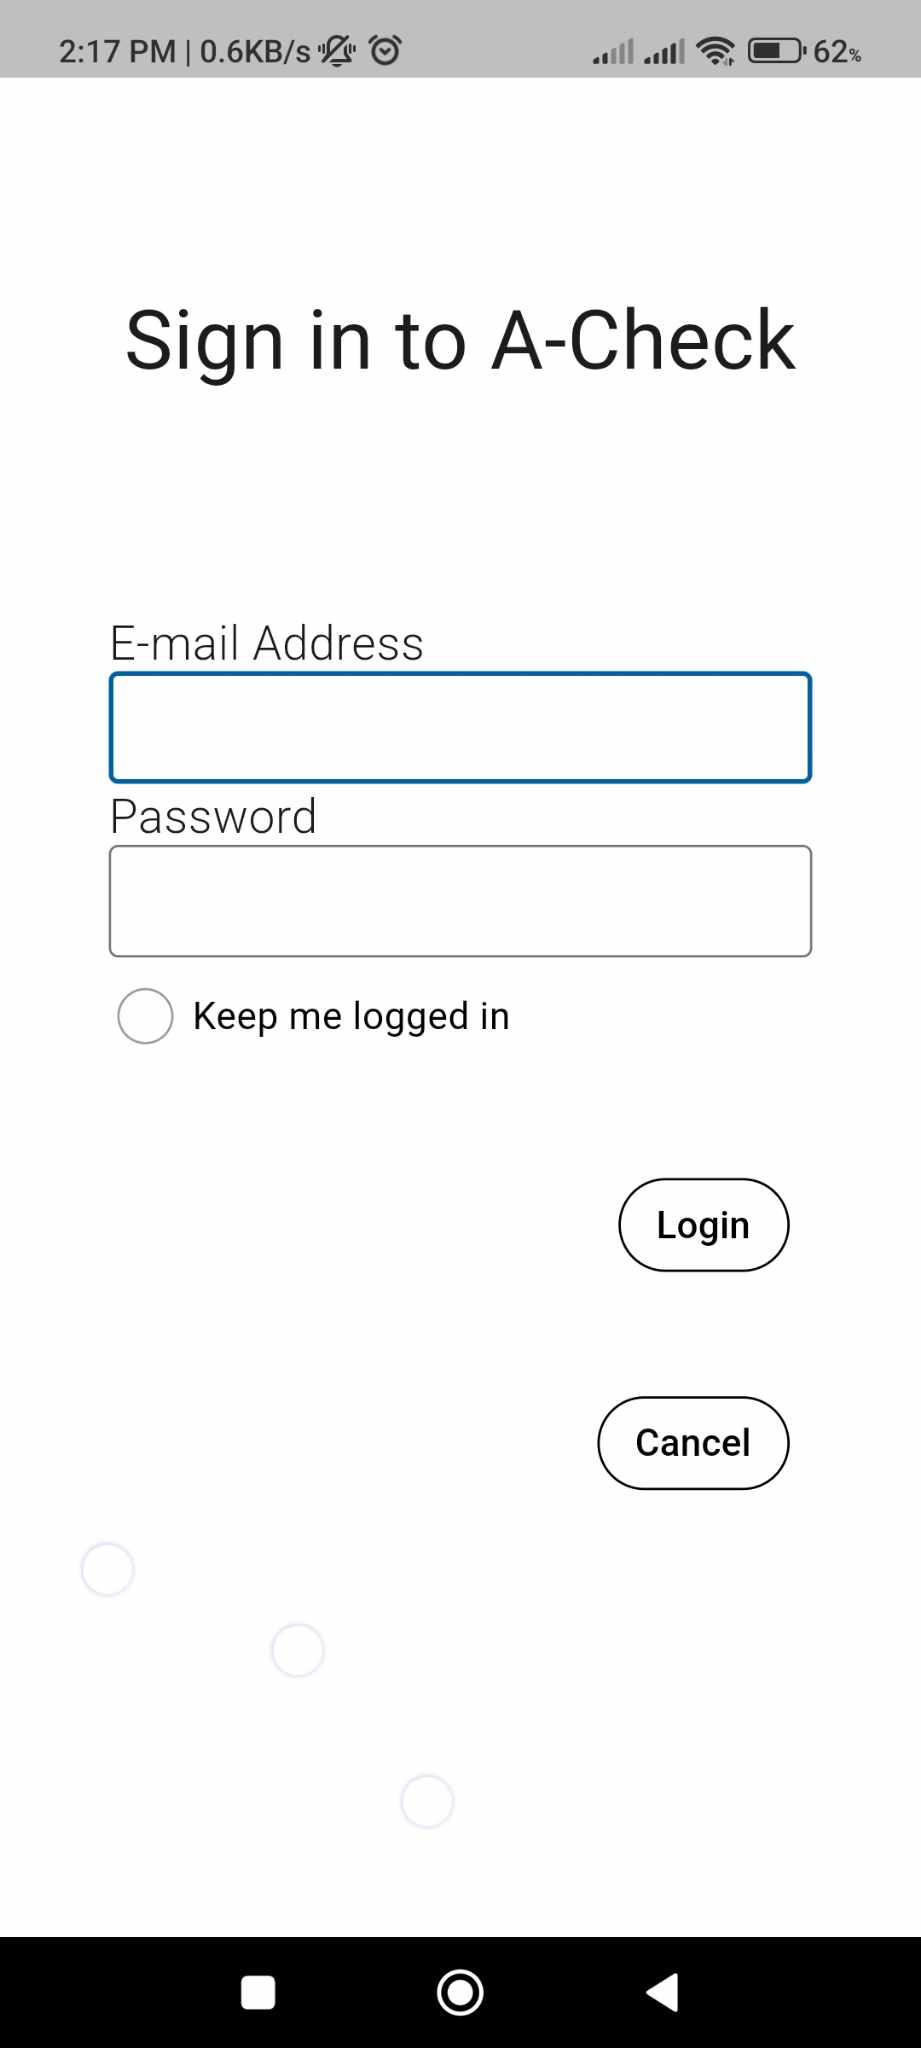 2:17 PM | 0.6KB/s 62%
Sign in to A-Check
E-mail Address
Password
Keep me logged in
Login
Cancel